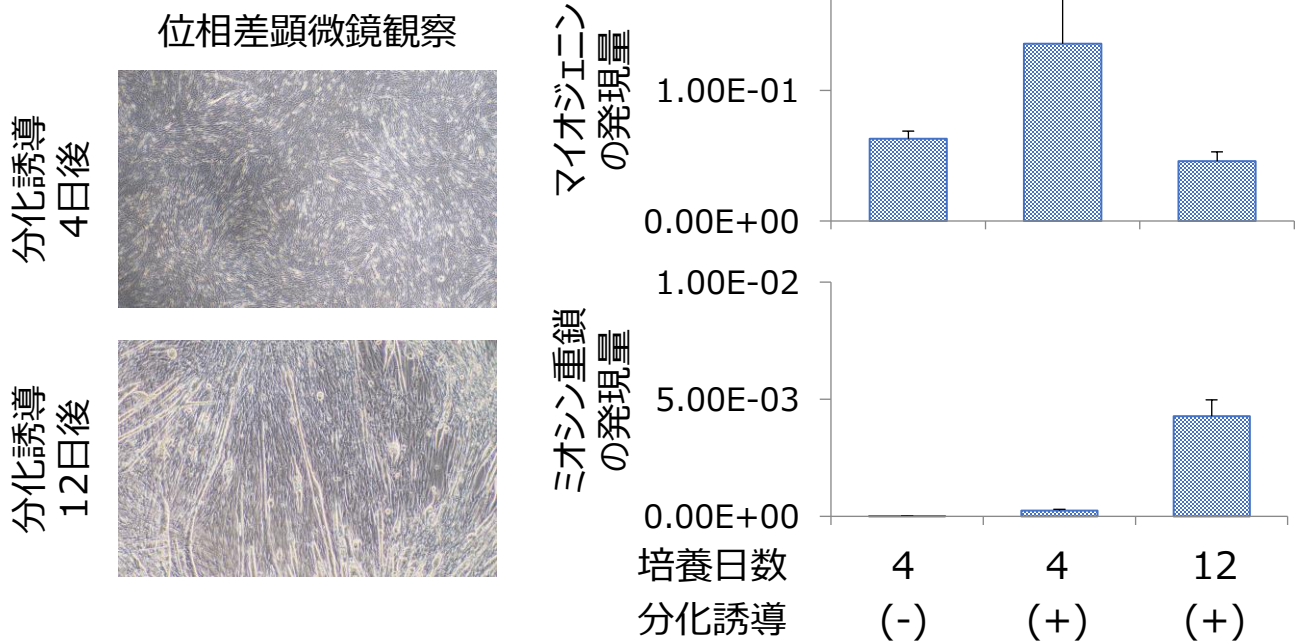 位相差顕微鏡観察
分化誘導
4日後
分化誘導
12日後
マイオジェニン
の発現量
1.00E-01
0.00E+00
ミオシン重鎖
の発現量
1.00E-02
5.00E-03
0.00E+00
培養日数 4 4 12
分化誘導 (-) (+) (+)